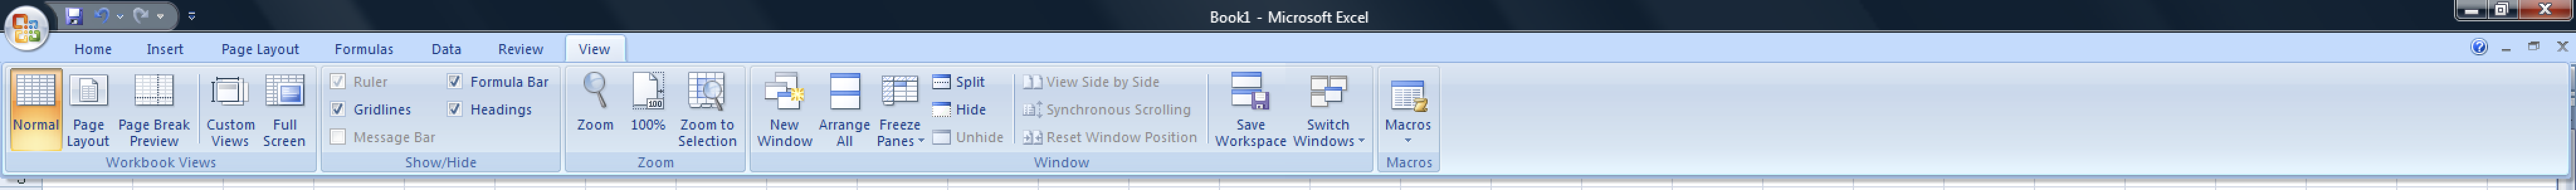 Book1 - Microsoft Excel
Home Insert Page Layout Formulas Data Review View
Ruler Formula Bar Split View Side by Side
Gridlines Headings Hide Synchronous Scrolling
Message Bar Unhide Reset Window Position
Normal Page Layout Page Break Preview Custom Views Full Screen
Zoom 100% Zoom to Selection
New Window Arrange All Freeze Panes
Save Workspace Switch Windows Macros
Workbook Views Show/Hide Zoom Window Macros